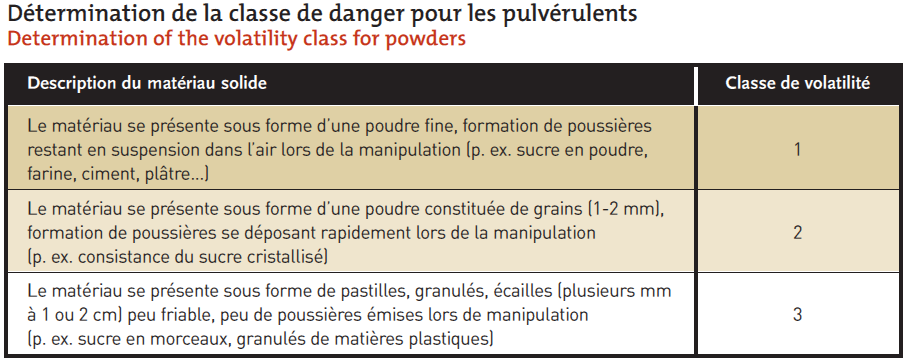 Détermination de la classe de danger pour les pulvérulents
Determination of the volatility class for powders
Description du matériau solide
Classe de volatilité
Le matériau se présente sous forme d’une poudre fine, formation de poussières
restant en suspension dans l’air lors de la manipulation (p. ex. sucre en poudre,
farine, ciment, plâtre…)
1
Le matériau se présente sous forme d’une poudre constituée de grains (1-2 mm),
formation de poussières se déposant rapidement lors de la manipulation
(p. ex. consistance du sucre cristallisé)
2
Le matériau se présente sous forme de pastilles, granulés, écailles (plusieurs mm
à 1 ou 2 cm) peu friable, peu de poussières émises lors de manipulation
(p. ex. sucre en morceaux, granulés de matières plastiques)
3